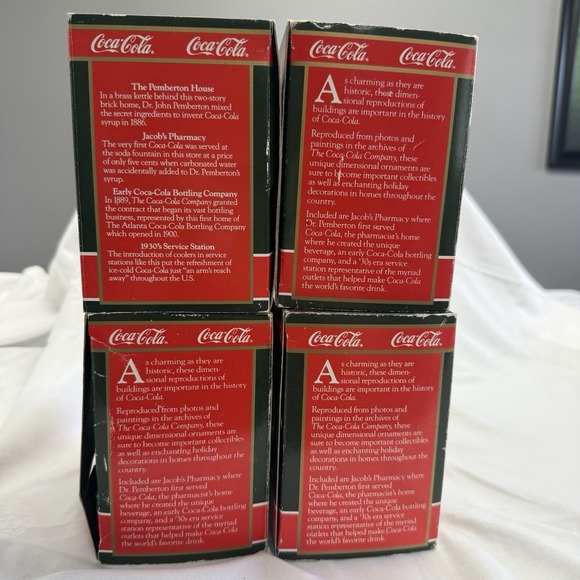 Coca-Cola® Coca-Cola®
The Pemberton House
In a brass kettle behind this two-story
brick home, Dr. John Pemberton mixed
the secret ingredients to invent Coca-Cola
syrup in 1886.
Jacob's Pharmacy
The very first Coca-Cola was served at
the soda fountain in this store at a price
of only five cents when carbonated water
was accidentally added to Dr. Pemberton's
syrup.
Early Coca-Cola Bottling Company
In 1889, The Coca-Cola Company granted
the contract that began its vast bottling
business, represented by this first home of
The Atlanta Coca-Cola Bottling Company
which opened in 1900.
1930's Service Station
The introduction of coolers in service
stations like this put the refreshment of
ice-cold Coca-Cola just "an arm's reach
away" throughout the U.S.
Coca-Cola® Coca-Cola®
As charming as they are
historic, these dimen-
sional reproductions of
buildings are important in the history
of Coca-Cola.
Reproduced from photos and
paintings in the archives of
The Coca-Cola Company, these
unique dimensional ornaments are
sure to become important collectibles
as well as enchanting holiday
decorations in homes throughout the
country.
Included are Jacob's Pharmacy where
Dr. Pemberton first served
Coca-Cola, the pharmacist's home
where he created the unique
beverage, an early Coca-Cola bottling
company, and a '30s era service
station representative of the myriad
outlets that helped make Coca-Cola
the world's favorite drink.
Coca-Cola® Coca-Cola®
As charming as they are
historic, these dimen-
sional reproductions of
buildings are important in the history
of Coca-Cola.
Reproduced from photos and
paintings in the archives of
The Coca-Cola Company, these
unique dimensional ornaments are
sure to become important collectibles
as well as enchanting holiday
decorations in homes throughout the
country.
Included are Jacob's Pharmacy where
Dr. Pemberton first served
Coca-Cola, the pharmacist's home
where he created the unique
beverage, an early Coca-Cola bottling
company, and a '30s era service
station representative of the myriad
outlets that helped make Coca-Cola
the world's favorite drink.
Coca-Cola® Coca-Cola®
As charming as they are
historic, these dimen-
sional reproductions of
buildings are important in the history
of Coca-Cola.
Reproduced from photos and
paintings in the archives of
The Coca-Cola Company, these
unique dimensional ornaments are
sure to become important collectibles
as well as enchanting holiday
decorations in homes throughout the
country.
Included are Jacob's Pharmacy where
Dr. Pemberton first served
Coca-Cola, the pharmacist's home
where he created the unique
beverage, an early Coca-Cola bottling
company, and a '30s era service
station representative of the myriad
outlets that helped make Coca-Cola
the world's favorite drink.